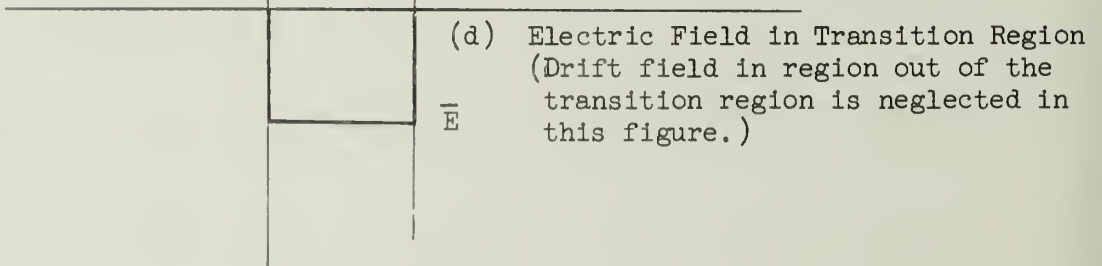 (d) Electric Field in Transition Region
(Drift field in region out of the
transition region is neglected in
E̅
this figure.)